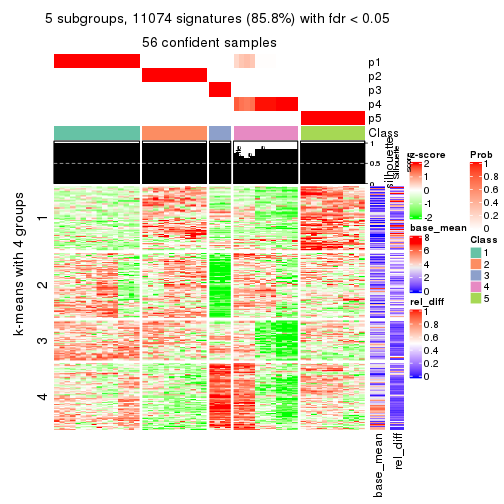 5 subgroups, 11074 signatures (85.8%) with fdr < 0.05
56 confident samples
p1
p2
p3
p4
p5
Class
1
0.5
0
silhouette
Silhouette
score
k-means with 4 groups
1
2
3
4
base_mean
rel_diff
z-score
2
1
0
-1
-2
base_mean
8
6
4
2
0
rel_diff
1
0.8
0.6
0.4
0.2
0
Prob
1
0.8
0.6
0.4
0.2
0
Class
1
2
3
4
5